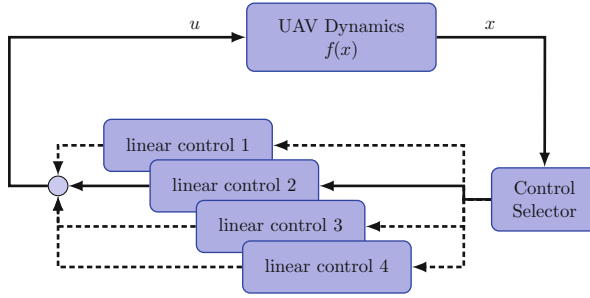 u
UAV Dynamics
f(x)
x
linear control 1
linear control 2
linear control 3
linear control 4
Control
Selector